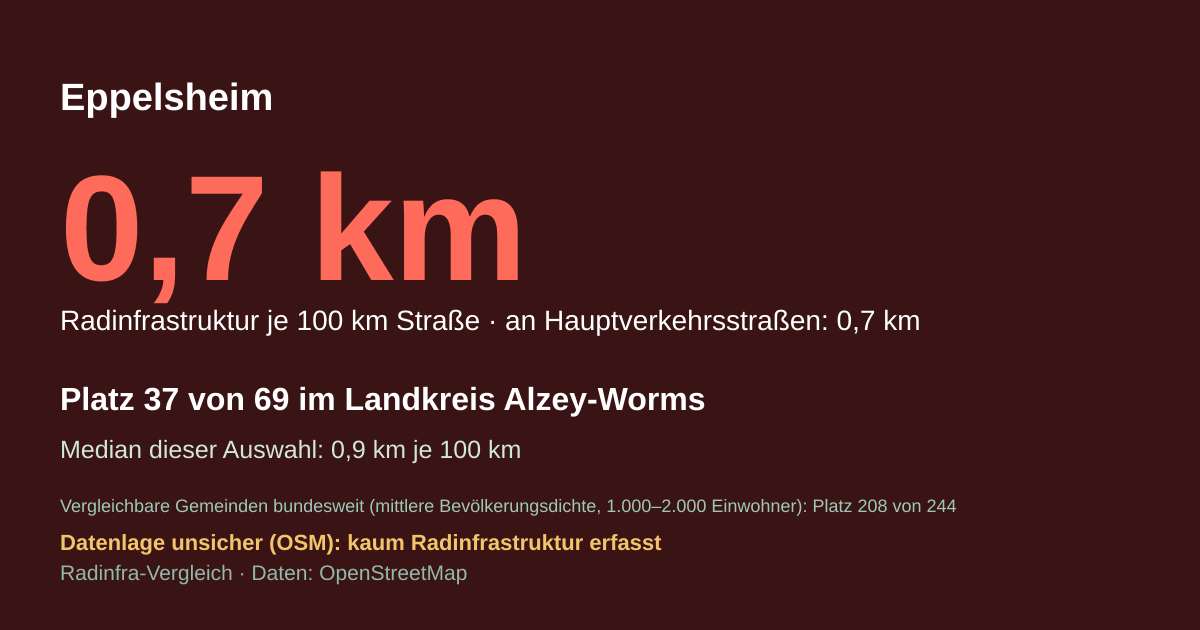 Eppelsheim
0,7 km
Radinfrastruktur je 100 km Straße · an Hauptverkehrsstraßen: 0,7 km
Platz 37 von 69 im Landkreis Alzey-Worms
Median dieser Auswahl: 0,9 km je 100 km
Vergleichbare Gemeinden bundesweit (mittlere Bevölkerungsdichte, 1.000–2.000 Einwohner): Platz 208 von 244
Datenlage unsicher (OSM): kaum Radinfrastruktur erfasst
Radinfra-Vergleich · Daten: OpenStreetMap